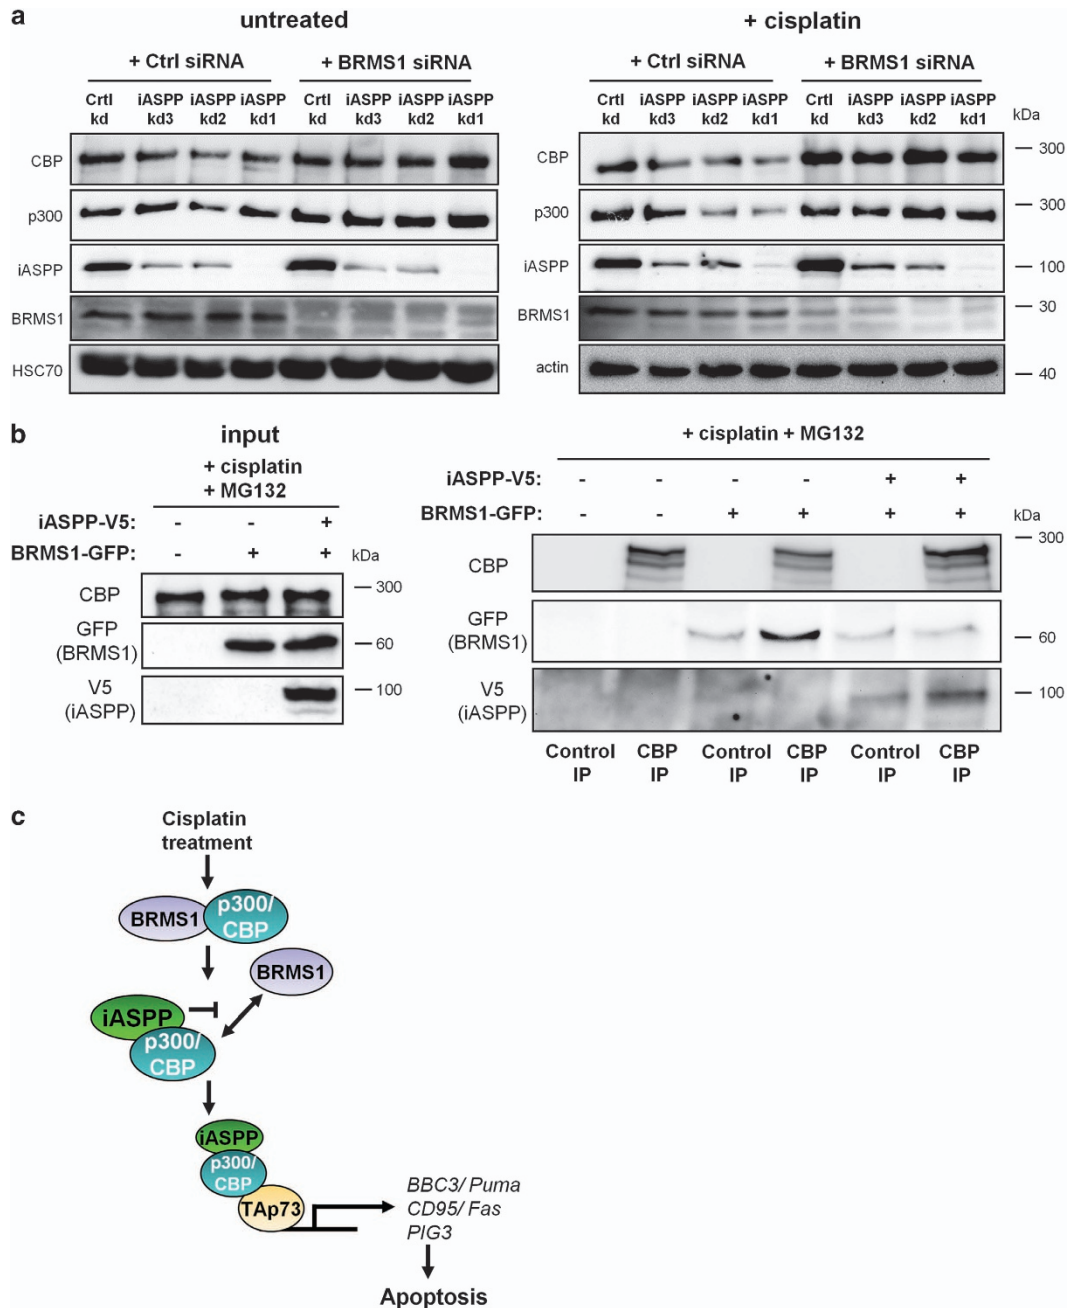 a
untreated
+ cisplatin
+ Ctrl siRNA
+ BRMS1 siRNA
+ Ctrl siRNA
+ BRMS1 siRNA
Crtl iASPP iASPP iASPP Crtl iASPP iASPP iASPP
kd kd3 kd2 kd1 kd kd3 kd2 kd1
Crtl iASPP iASPP iASPP Crtl iASPP iASPP iASPP
kd kd3 kd2 kd1 kd kd3 kd2 kd1
kDa
CBP
CBP
300
p300
p300
300
iASPP
iASPP
100
BRMS1
BRMS1
30
HSC70
actin
40
b
input
+ cisplatin
+ MG132
iASPP-V5: - - +
BRMS1-GFP: - + +
kDa
CBP
300
GFP
(BRMS1)
60
V5
(iASPP)
100
+ cisplatin + MG132
iASPP-V5: - - - - + +
BRMS1-GFP: - - + + + +
kDa
CBP
300
GFP
(BRMS1)
60
V5
(iASPP)
100
Control CBP Control CBP Control CBP
IP IP IP IP IP IP
c
Cisplatin
treatment
BRMS1
p300/
CBP
BRMS1
iASPP
p300/
CBP
iASPP
p300/
CBP
TAp73
BBC3/ Puma
CD95/ Fas
PIG3
Apoptosis